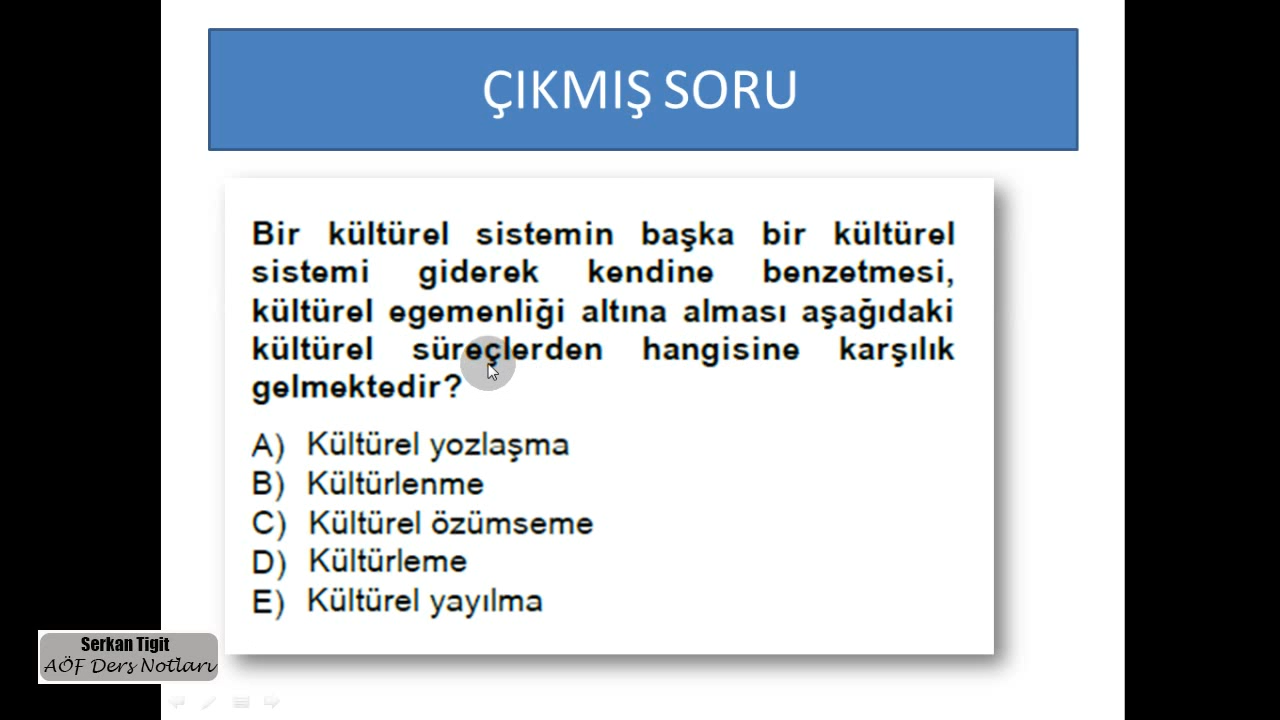 ÇIKMIŞ SORU
Bir kültürel sistemin başka bir kültürel
sistemi giderek kendine benzetmesi,
kültürel egemenliği altına alması aşağıdaki
kültürel süreçlerden hangisine karşılık
gelmektedir?
A) Kültürel yozlaşma
B) Kültürlenme
C) Kültürel özümseme
D) Kültürleme
E) Kültürel yayılma
Serkan Tigit
AÖF Ders Notları